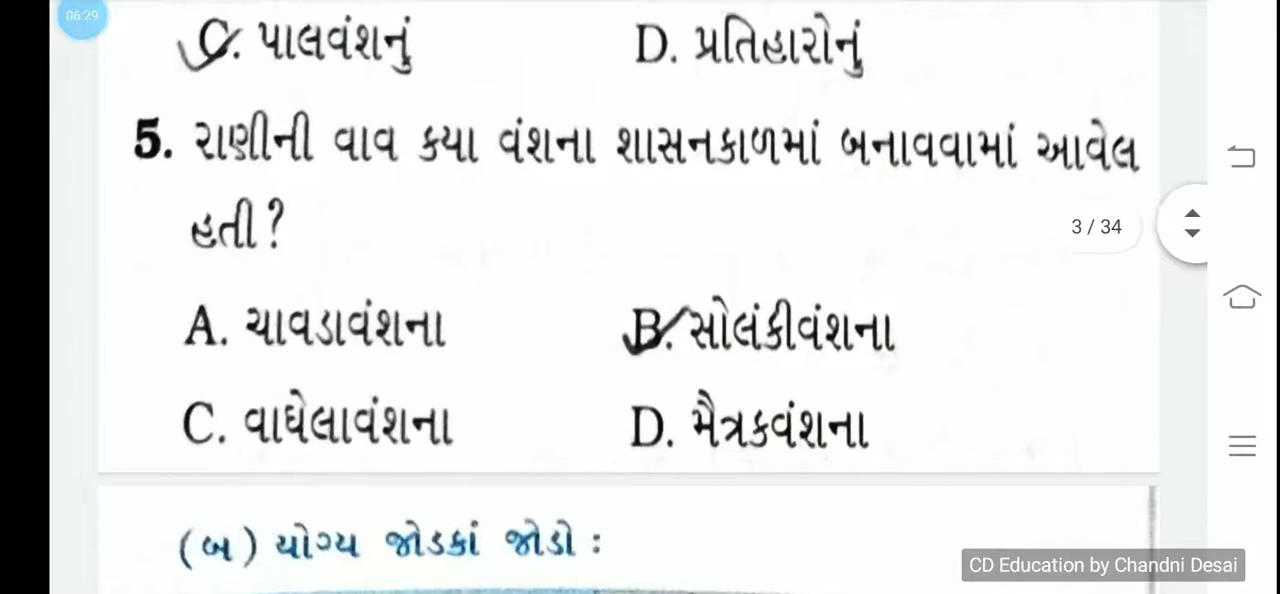 06:29
C. પાલવંશનું D. પ્રતિહારોનું
5. રાણીની વાવ કયા વંશના શાસનકાળમાં બનાવવામાં આવેલ
હતી?
3 / 34
A. ચાવડાવંશના B. સોલંકીવંશના
C. વાઘેલાવંશના D. મૈત્રકવંશના
(બ) યોગ્ય જોડકાં જોડો :
CD Education by Chandni Desai